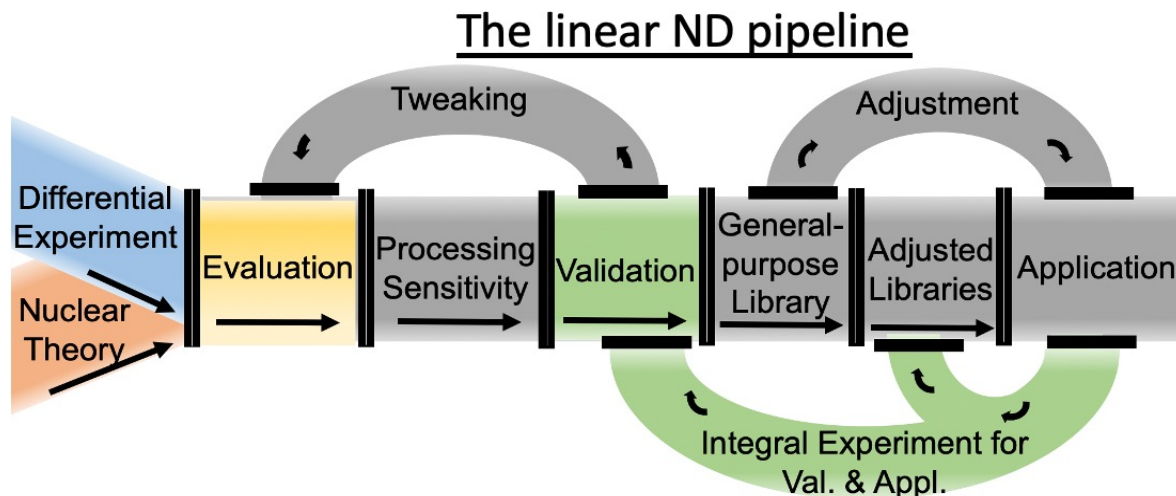 The linear ND pipeline
Tweaking
Adjustment
Differential
Experiment
Nuclear
Theory
Evaluation
Processing
Sensitivity
Validation
General-
purpose
Library
Adjusted
Libraries
Application
Integral Experiment for
Val. & Appl.